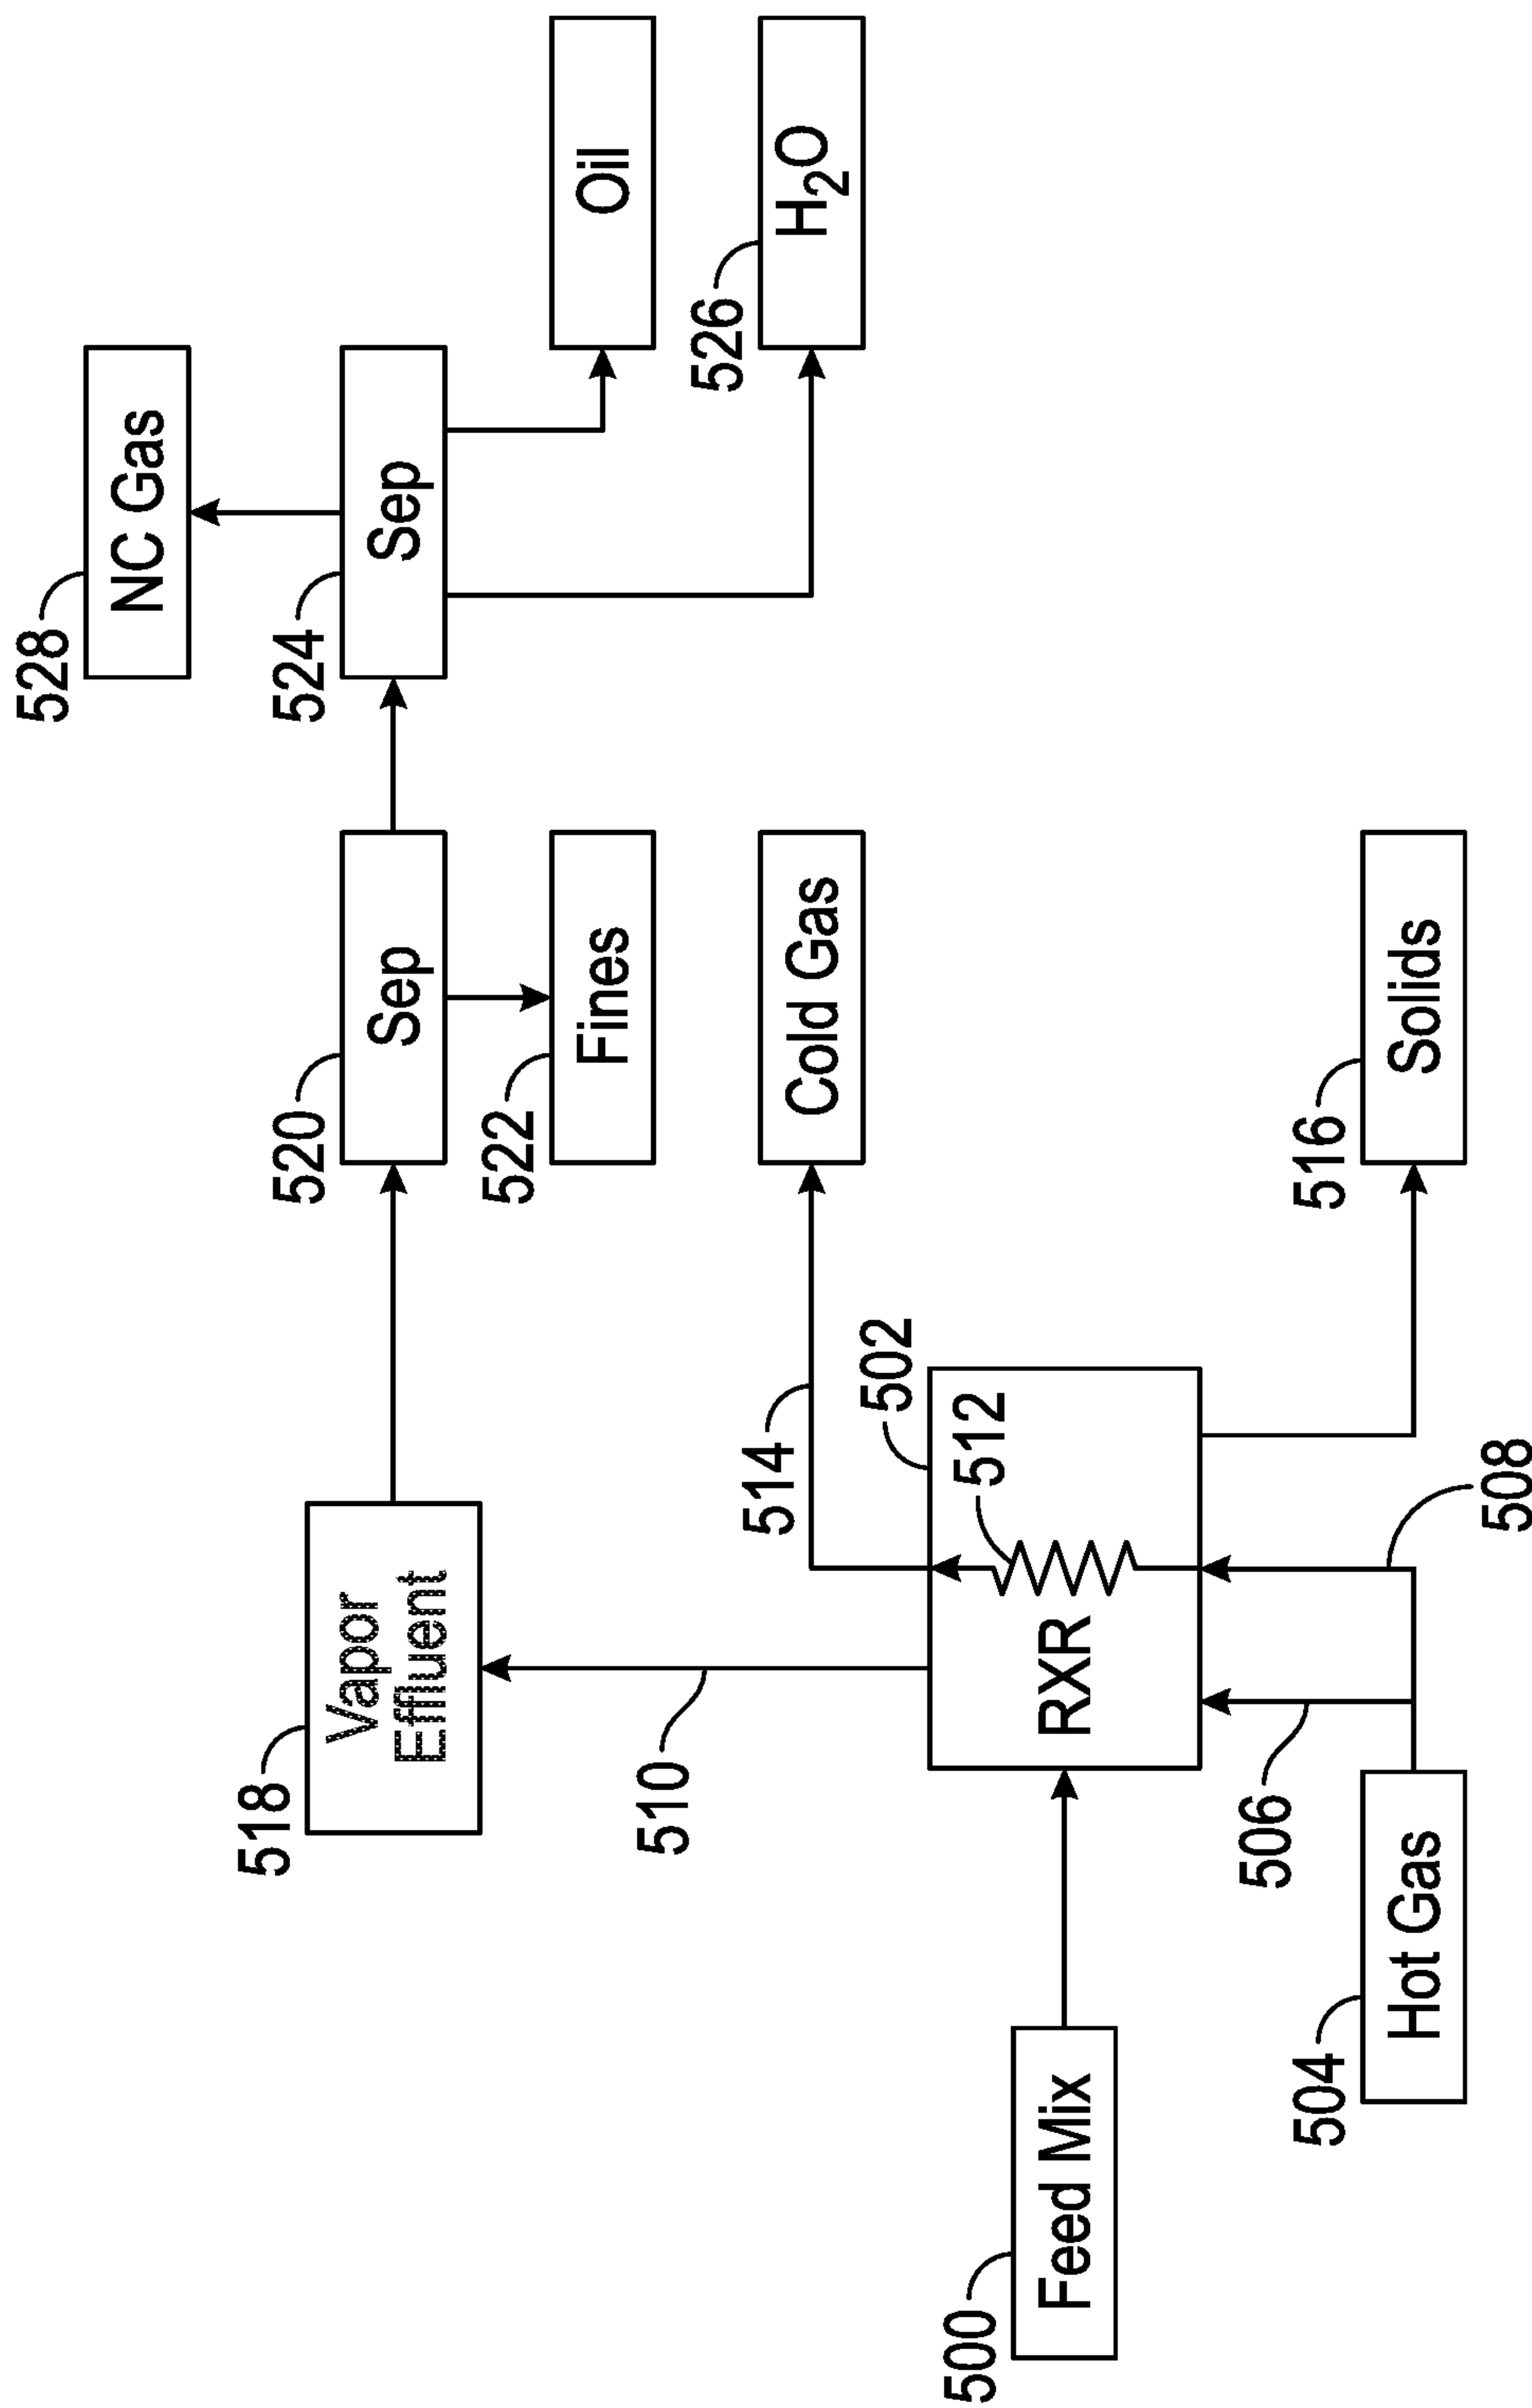 528
NC Gas
524
Sep
Oil
526
H₂O
520
Sep
522
Fines
Cold Gas
516
Solids
518
Vapor
Effluent
514
502
512
RXR
510
506
508
500
Feed Mix
504
Hot Gas